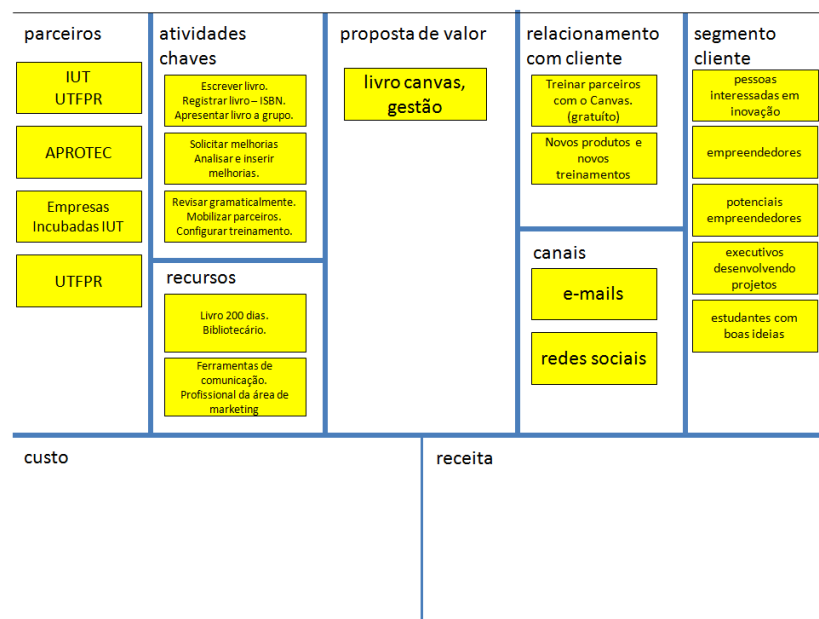 parceiros
IUT
UTFPR
APROTEC
Empresas
Incubadas IUT
UTFPR
atividades
chaves
Escrever livro.
Registrar livro – ISBN.
Apresentar livro a grupo.
Solicitar melhorias
Analisar e inserir
melhorias.
Revisar gramaticalmente.
Mobilizar parceiros.
Configurar treinamento.
recursos
Livro 200 dias.
Bibliotecário.
Ferramentas de
comunicação.
Profissional da área de
marketing
proposta de valor
livro canvas,
gestão
relacionamento
com cliente
Treinar parceiros
com o Canvas.
(gratuíto)
Novos produtos e
novos
treinamentos
canais
e-mails
redes sociais
segmento
cliente
pessoas
interessadas em
inovação
empreendedores
potenciais
empreendedores
executivos
desenvolvendo
projetos
estudantes com
boas ideias
custo
receita